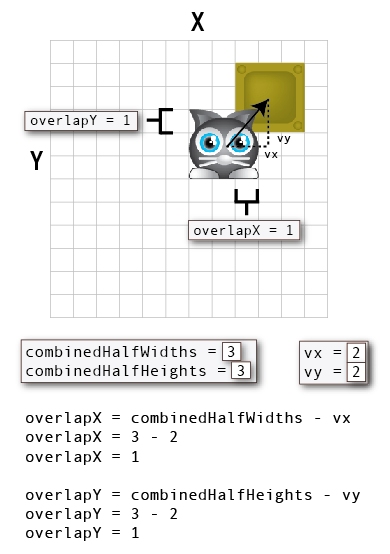 X
overlapY = 1
Y
vy
vx
overlapX = 1
combinedHalfWidths = 3
combinedHalfHeights = 3
vx = 2
vy = 2
overlapX = combinedHalfWidths - vx
overlapX = 3 - 2
overlapX = 1
overlapY = combinedHalfHeights - vy
overlapY = 3 - 2
overlapY = 1